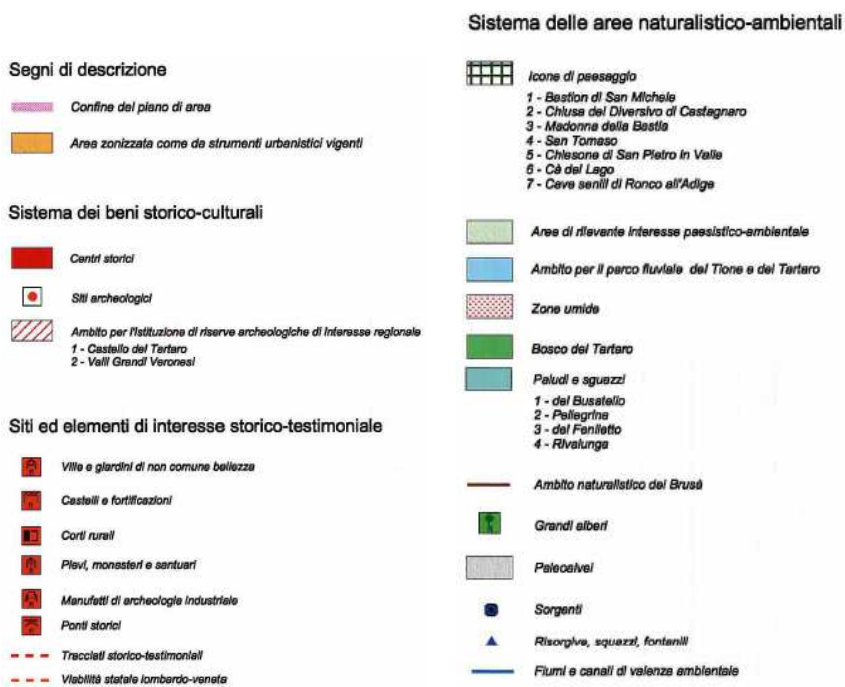 Segni di descrizione
Confine del piano di area
Area zonizzata come da strumenti urbanistici vigenti
Sistema dei beni storico-culturali
Centri storici
Siti archeologici
Ambito per l'istituzione di riserve archeologiche di interesse regionale
1 - Castello del Tartaro
2 - Valli Grandi Veronesi
Siti ed elementi di interesse storico-testimoniale
Ville e giardini di non comune bellezza
Castelli e fortificazioni
Corti rurali
Pievi, monasteri e santuari
Manufatti di archeologia industriale
Ponti storici
Tracciati storico-testimoniali
Viabilità statale lombardo-veneta
Sistema delle aree naturalistico-ambientali
Icone di paesaggio
1 - Bastion di San Michele
2 - Chiusa del Diversivo di Castagnaro
3 - Madonna della Bastia
4 - San Tomaso
5 - Chiesone di San Pietro in Valle
6 - Cà del Lago
7 - Cave senili di Ronco all'Adige
Aree di rilevante interesse paesistico-ambientale
Ambito per il parco fluviale del Tione e del Tartaro
Zone umide
Bosco del Tartaro
Paludi e sguazzi
1 - del Busatello
2 - Pellegrina
3 - del Feniletto
4 - Rivalunga
Ambito naturalistico del Brusà
Grandi alberi
Paleoalvei
Sorgenti
Risorgive, squazzi, fontanili
Fiumi e canali di valenza ambientale